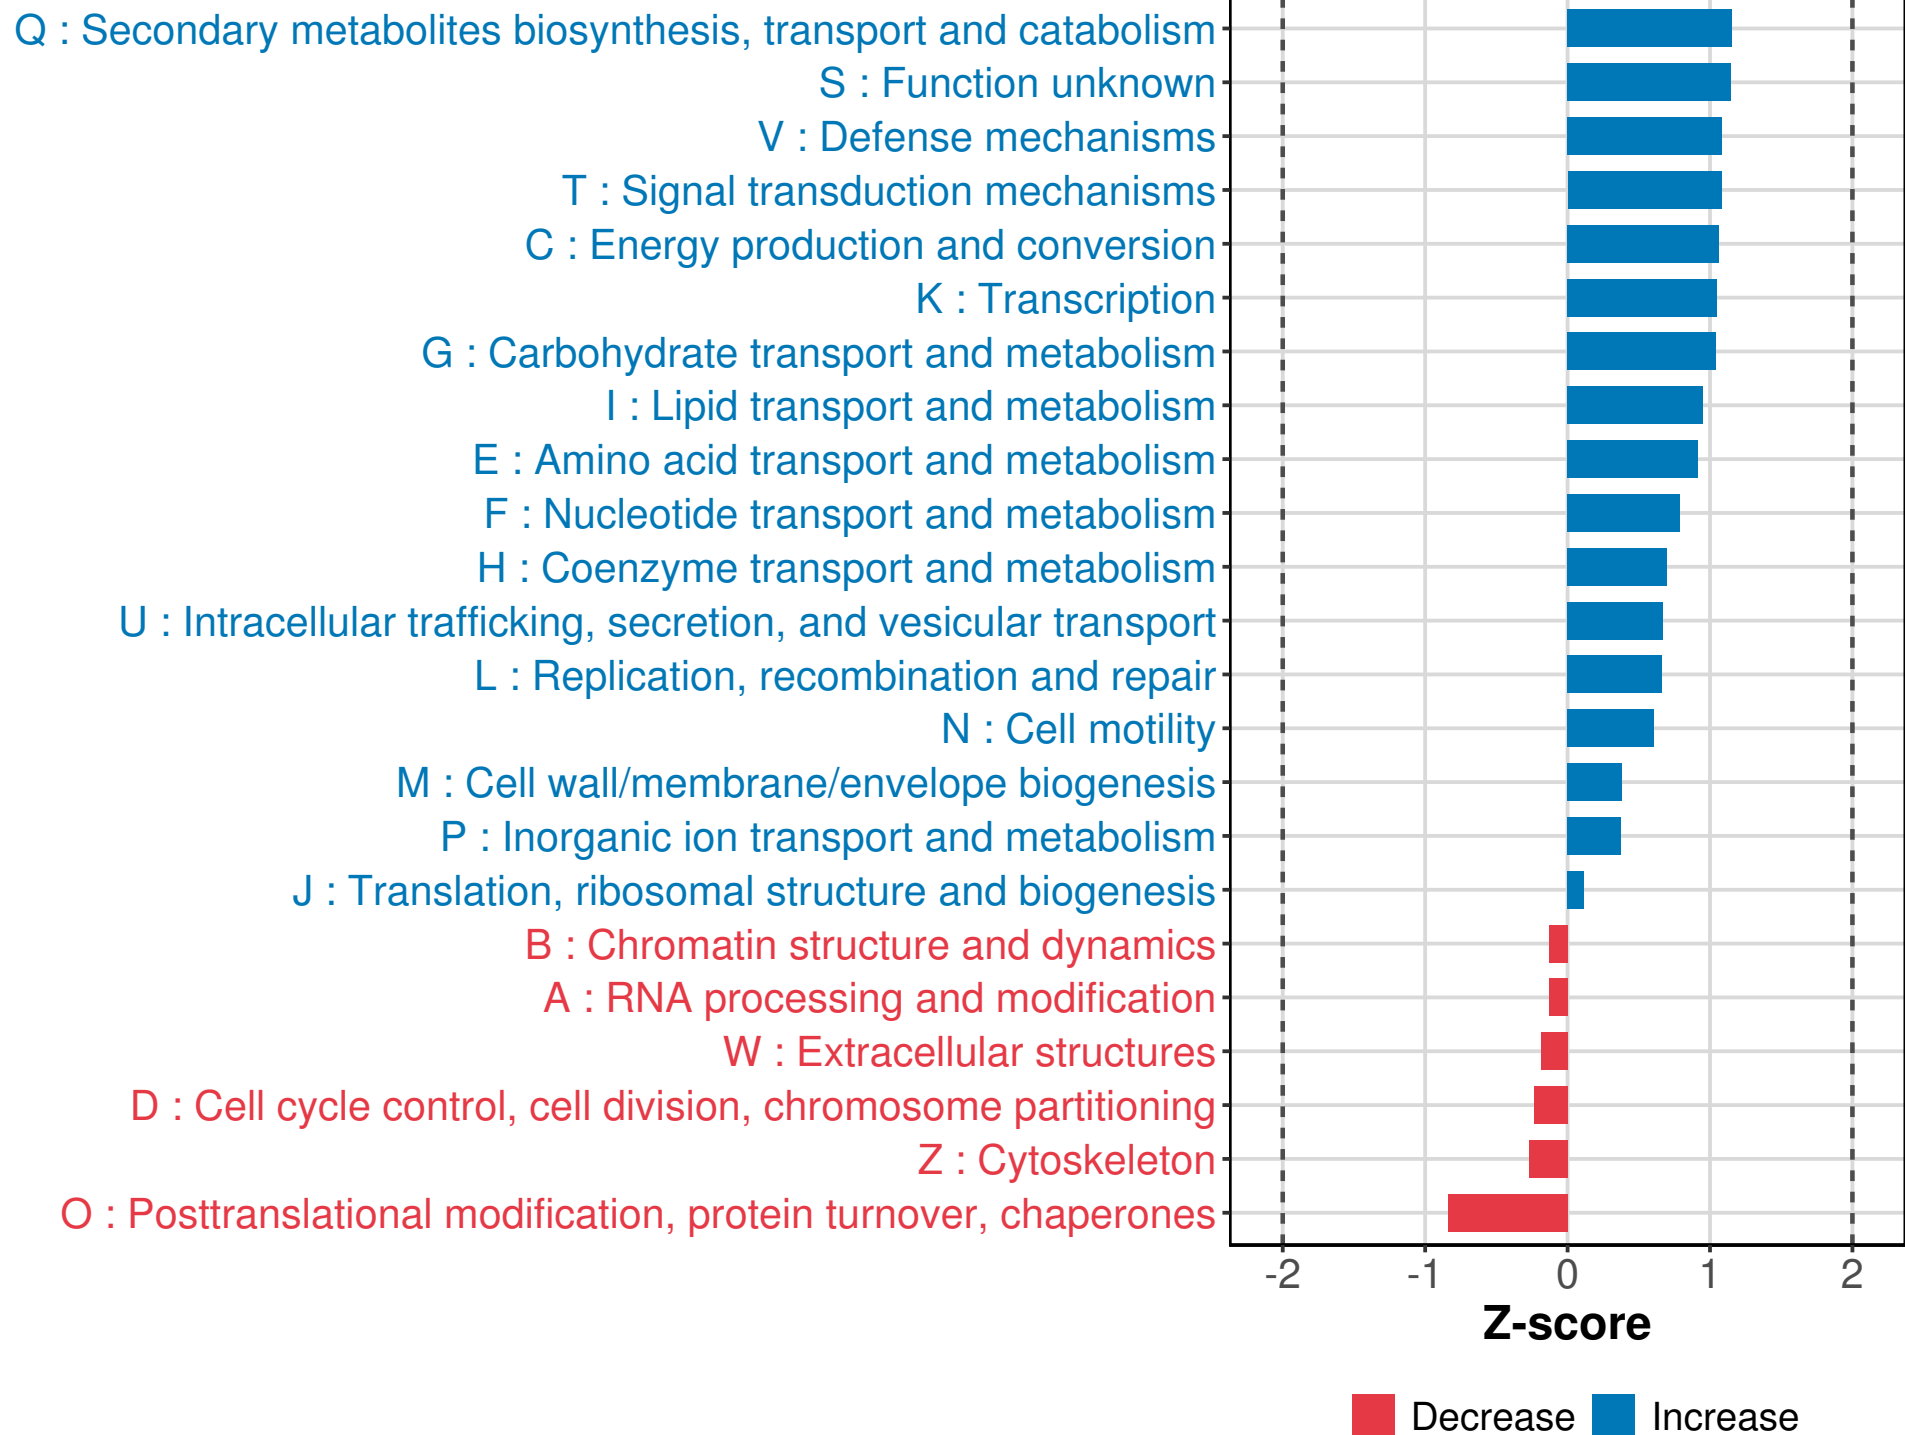 Q : Secondary metabolites biosynthesis, transport and catabolism
S : Function unknown
V : Defense mechanisms
T : Signal transduction mechanisms
C : Energy production and conversion
K : Transcription
G : Carbohydrate transport and metabolism
I : Lipid transport and metabolism
E : Amino acid transport and metabolism
F : Nucleotide transport and metabolism
H : Coenzyme transport and metabolism
U : Intracellular trafficking, secretion, and vesicular transport
L : Replication, recombination and repair
N : Cell motility
M : Cell wall/membrane/envelope biogenesis
P : Inorganic ion transport and metabolism
J : Translation, ribosomal structure and biogenesis
B : Chromatin structure and dynamics
A : RNA processing and modification
W : Extracellular structures
D : Cell cycle control, cell division, chromosome partitioning
Z : Cytoskeleton
O : Posttranslational modification, protein turnover, chaperones
-2 -1 0 1 2
Z-score
Decrease Increase